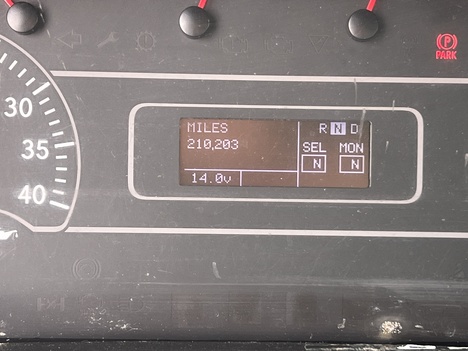 P
PARK
30
35
40
MILES
210,203
14.0v
R N D
SEL MON
N N